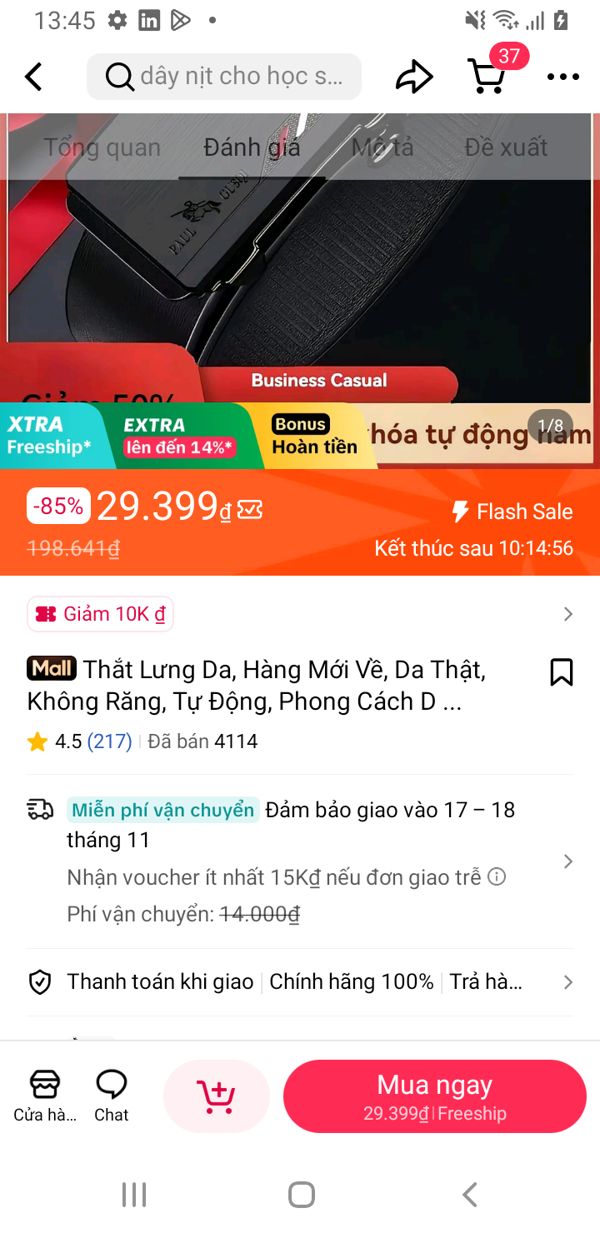 13:45
37
dây nịt cho học s...
Tổng quan Đánh giá Mô tả Đề xuất
PAUL GLBQ
Business Casual
Giảm 50%
XTRA
Freeship*
EXTRA
lên đến 14%*
Bonus
Hoàn tiền
khóa tự động nam
1/8
-85% 29.399₫
Flash Sale
198.641₫
Kết thúc sau 10:14:56
Giảm 10K ₫
Mall Thắt Lưng Da, Hàng Mới Về, Da Thật,
Không Răng, Tự Động, Phong Cách D ...
4.5 (217) Đã bán 4114
Miễn phí vận chuyển Đảm bảo giao vào 17 – 18
tháng 11
Nhận voucher ít nhất 15K₫ nếu đơn giao trễ
Phí vận chuyển: 14.000₫
Thanh toán khi giao Chính hãng 100% Trả hà...
Cửa hà...
Chat
Mua ngay
29.399₫ Freeship